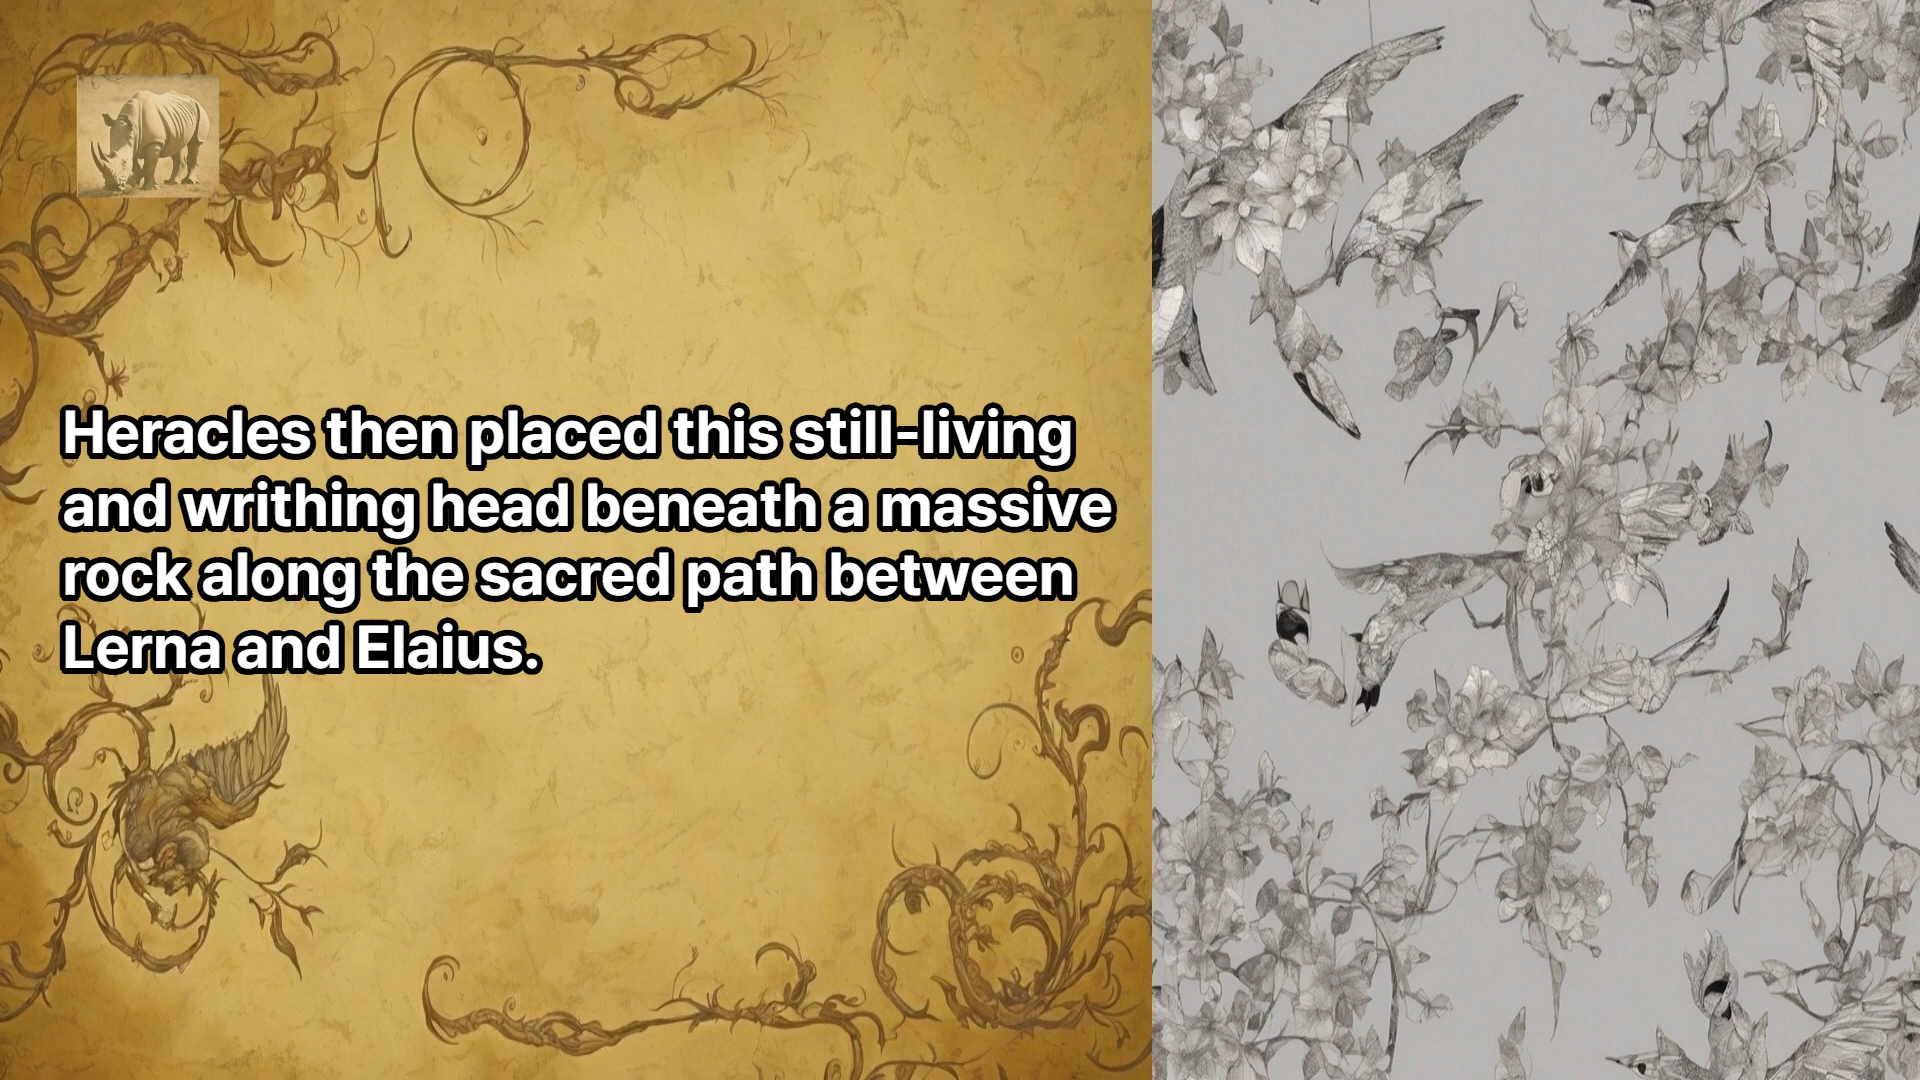 Heracles then placed this still-living
and writhing head beneath a massive
rock along the sacred path between
Lerna and Elaius.